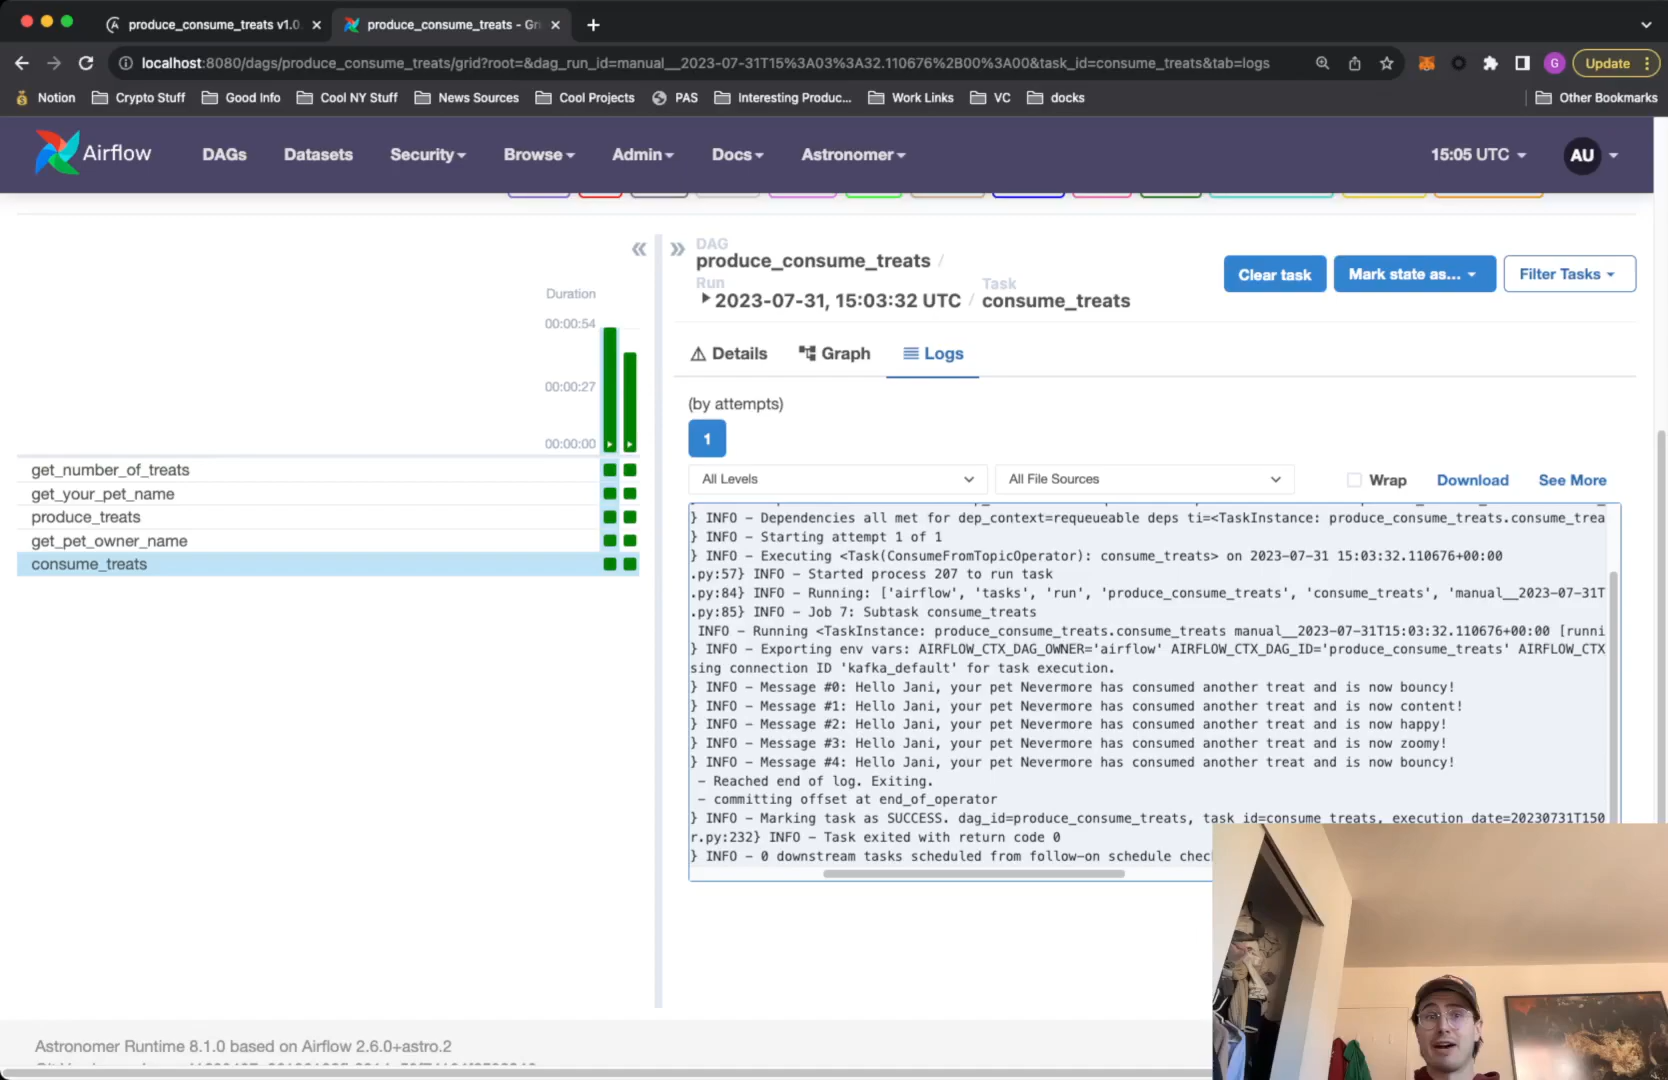 produce_consume_treats v1.0.
produce_consume_treats - Gri
localhost:8080/dags/produce_consume_treats/grid?root=&dag_run_id=manual__2023-07-31T15%3A03%3A32.110676%2B00%3A00&task_id=consume_treats&tab=logs
G
Update
Notion
Crypto Stuff
Good Info
Cool NY Stuff
News Sources
Cool Projects
PAS
Interesting Produc...
Work Links
VC
docks
Other Bookmarks
Airflow
DAGs
Datasets
Security
Browse
Admin
Docs
Astronomer
15:05 UTC
AU
DAG
produce_consume_treats /
Run
2023-07-31, 15:03:32 UTC /
Task
consume_treats
Clear task
Mark state as...
Filter Tasks
Duration
00:00:54
00:00:27
00:00:00
get_number_of_treats
get_your_pet_name
produce_treats
get_pet_owner_name
consume_treats
Details
Graph
Logs
(by attempts)
1
All Levels
All File Sources
Wrap
Download
See More
} INFO - Dependencies all met for dep_context=requeueable deps ti=<TaskInstance: produce_consume_treats.consume_trea
} INFO - Starting attempt 1 of 1
} INFO - Executing <Task(ConsumeFromTopicOperator): consume_treats> on 2023-07-31 15:03:32.110676+00:00
.py:57} INFO - Started process 207 to run task
.py:84} INFO - Running: ['airflow', 'tasks', 'run', 'produce_consume_treats', 'consume_treats', 'manual__2023-07-31T
.py:85} INFO - Job 7: Subtask consume_treats
INFO - Running <TaskInstance: produce_consume_treats.consume_treats manual__2023-07-31T15:03:32.110676+00:00 [runni
} INFO - Exporting env vars: AIRFLOW_CTX_DAG_OWNER='airflow' AIRFLOW_CTX_DAG_ID='produce_consume_treats' AIRFLOW_CTX
sing connection ID 'kafka_default' for task execution.
} INFO - Message #0: Hello Jani, your pet Nevermore has consumed another treat and is now bouncy!
} INFO - Message #1: Hello Jani, your pet Nevermore has consumed another treat and is now content!
} INFO - Message #2: Hello Jani, your pet Nevermore has consumed another treat and is now happy!
} INFO - Message #3: Hello Jani, your pet Nevermore has consumed another treat and is now zoomy!
} INFO - Message #4: Hello Jani, your pet Nevermore has consumed another treat and is now bouncy!
- Reached end of log. Exiting.
- committing offset at end_of_operator
} INFO - Marking task as SUCCESS. dag_id=produce_consume_treats, task_id=consume_treats, execution_date=20230731T150
r.py:232} INFO - Task exited with return code 0
} INFO - 0 downstream tasks scheduled from follow-on schedule chec
Astronomer Runtime 8.1.0 based on Airflow 2.6.0+astro.2